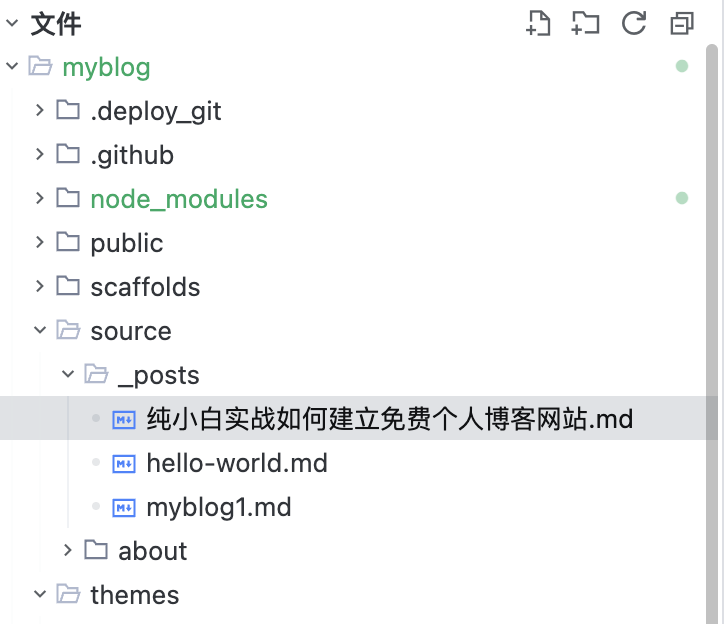 文件
myblog
.deploy_git
.github
node_modules
public
scaffolds
source
_posts
纯小白实战如何建立免费个人博客网站.md
hello-world.md
myblog1.md
about
themes